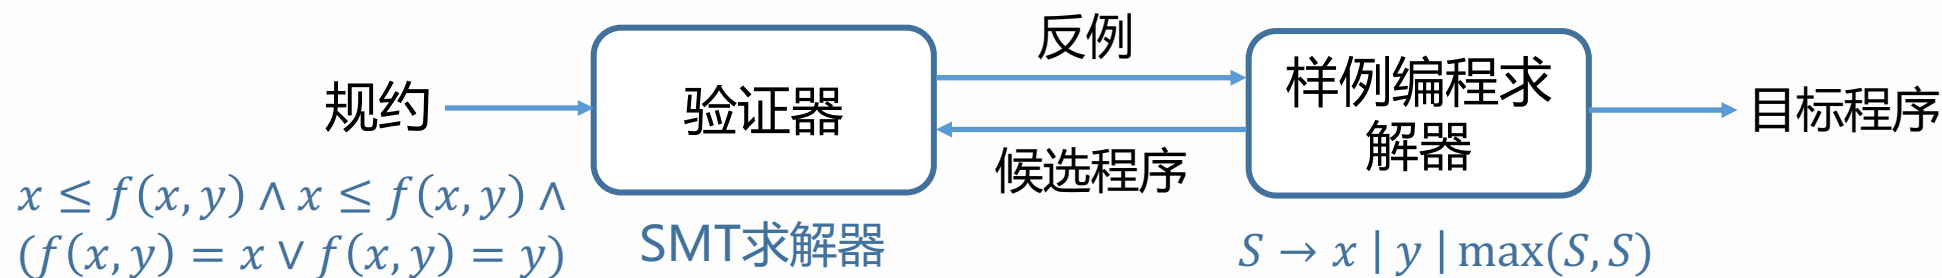 规约
x ≤ f(x, y) ∧ x ≤ f(x, y) ∧
(f(x, y) = x ∨ f(x, y) = y)
验证器
SMT求解器
反例
候选程序
样例编程求
解器
S → x | y | max(S, S)
目标程序